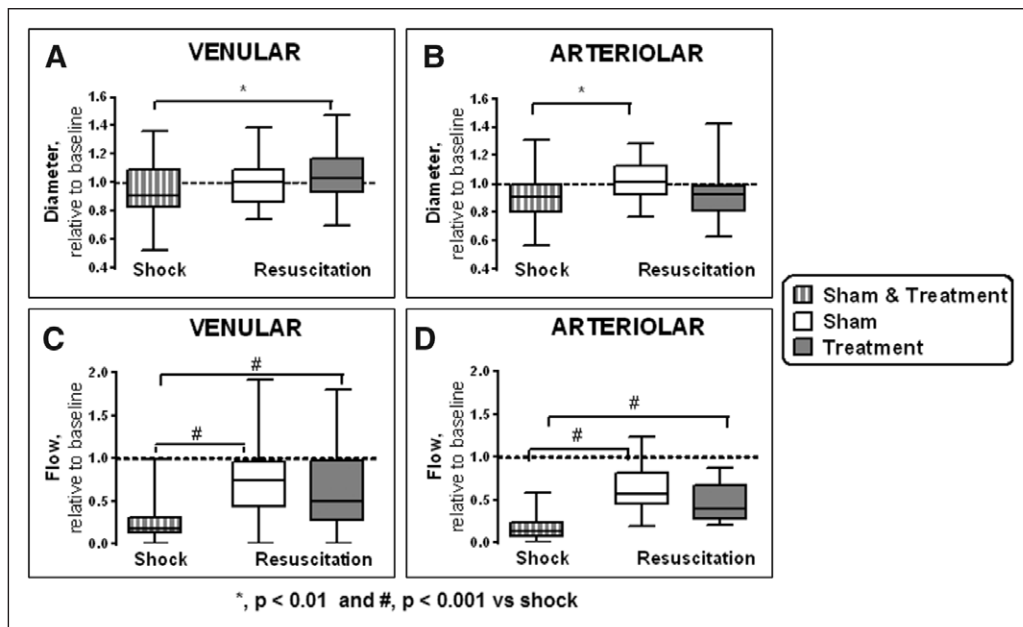 A
VENULAR
*
Diameter,
relative to baseline
1.6
1.4
1.2
1.0
0.8
0.6
0.4
Shock
Resuscitation
B
ARTERIOLAR
*
Diameter,
relative to baseline
1.6
1.4
1.2
1.0
0.8
0.6
0.4
Shock
Resuscitation
Sham & Treatment
Sham
Treatment
C
VENULAR
#
#
Flow,
relative to baseline
2.0
1.5
1.0
0.5
0.0
Shock
Resuscitation
D
ARTERIOLAR
#
#
Flow,
relative to baseline
2.0
1.5
1.0
0.5
0.0
Shock
Resuscitation
*, p < 0.01 and #, p < 0.001 vs shock